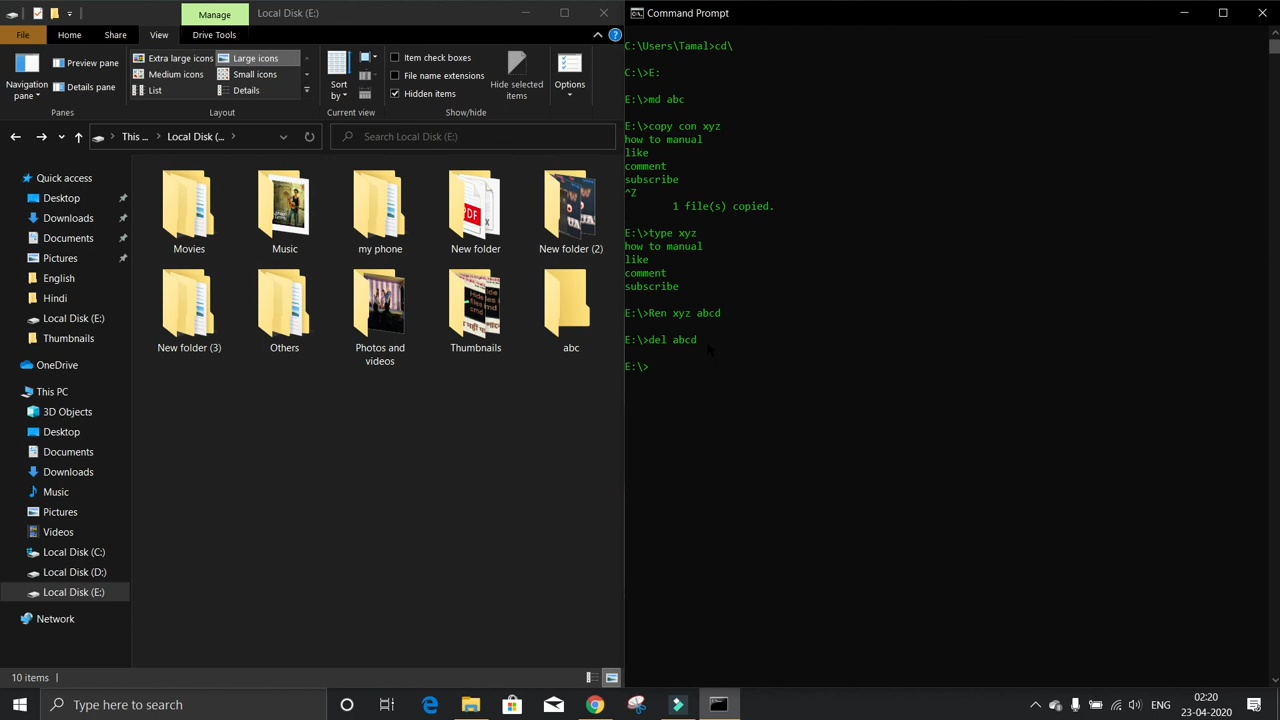 Manage
Local Disk (E:)
File
Home
Share
View
Drive Tools
Navigation pane
Preview pane
Details pane
Panes
Extra large icons
Large icons
Medium icons
Small icons
List
Details
Layout
Sort by
Current view
Item check boxes
File name extensions
Hidden items
Hide selected items
Show/hide
Options
This ...
Local Disk (...
Search Local Disk (E:)
Quick access
Desktop
Downloads
Documents
Pictures
English
Hindi
Local Disk (E:)
Thumbnails
OneDrive
This PC
3D Objects
Desktop
Documents
Downloads
Music
Pictures
Videos
Local Disk (C:)
Local Disk (D:)
Local Disk (E:)
Network
Movies
Music
my phone
New folder
New folder (2)
New folder (3)
Others
Photos and videos
Thumbnails
abc
PDF
10 items
Command Prompt
C:\Users\Tamal>cd\
C:\>E:
E:\>md abc
E:\>copy con xyz
how to manual
like
comment
subscribe
^Z
1 file(s) copied.
E:\>type xyz
how to manual
like
comment
subscribe
E:\>Ren xyz abcd
E:\>del abcd
E:\>
Type here to search
ENG
02:20
23-04-2020